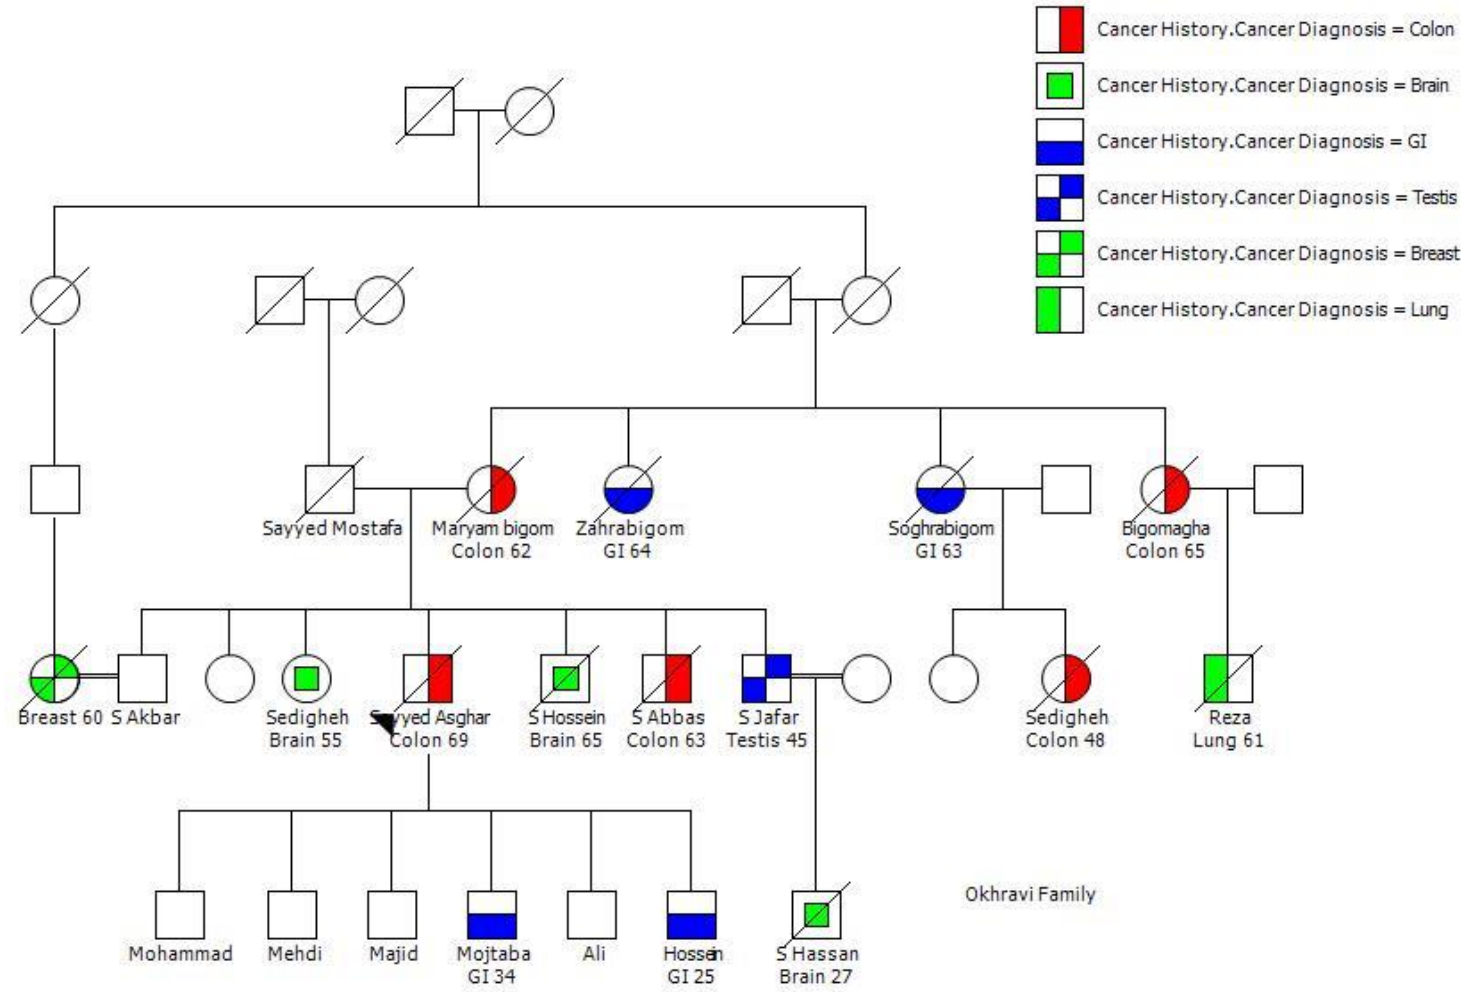 Cancer History.Cancer Diagnosis = Colon
Cancer History.Cancer Diagnosis = Brain
Cancer History.Cancer Diagnosis = GI
Cancer History.Cancer Diagnosis = Testis
Cancer History.Cancer Diagnosis = Breast
Cancer History.Cancer Diagnosis = Lung
Sayyed Mostafa
Maryam bigom
Colon 62
Zahrabigom
GI 64
Soghrabigom
GI 63
Bigomagha
Colon 65
Breast 60
S Akbar
Sedigheh
Brain 55
Sayyed Asghar
Colon 69
S Hossein
Brain 65
S Abbas
Colon 63
S Jafar
Testis 45
Sedigheh
Colon 48
Reza
Lung 61
Okhravi Family
Mohammad
Mehdi
Majid
Mojtaba
GI 34
Ali
Hossein
GI 25
S Hassan
Brain 27